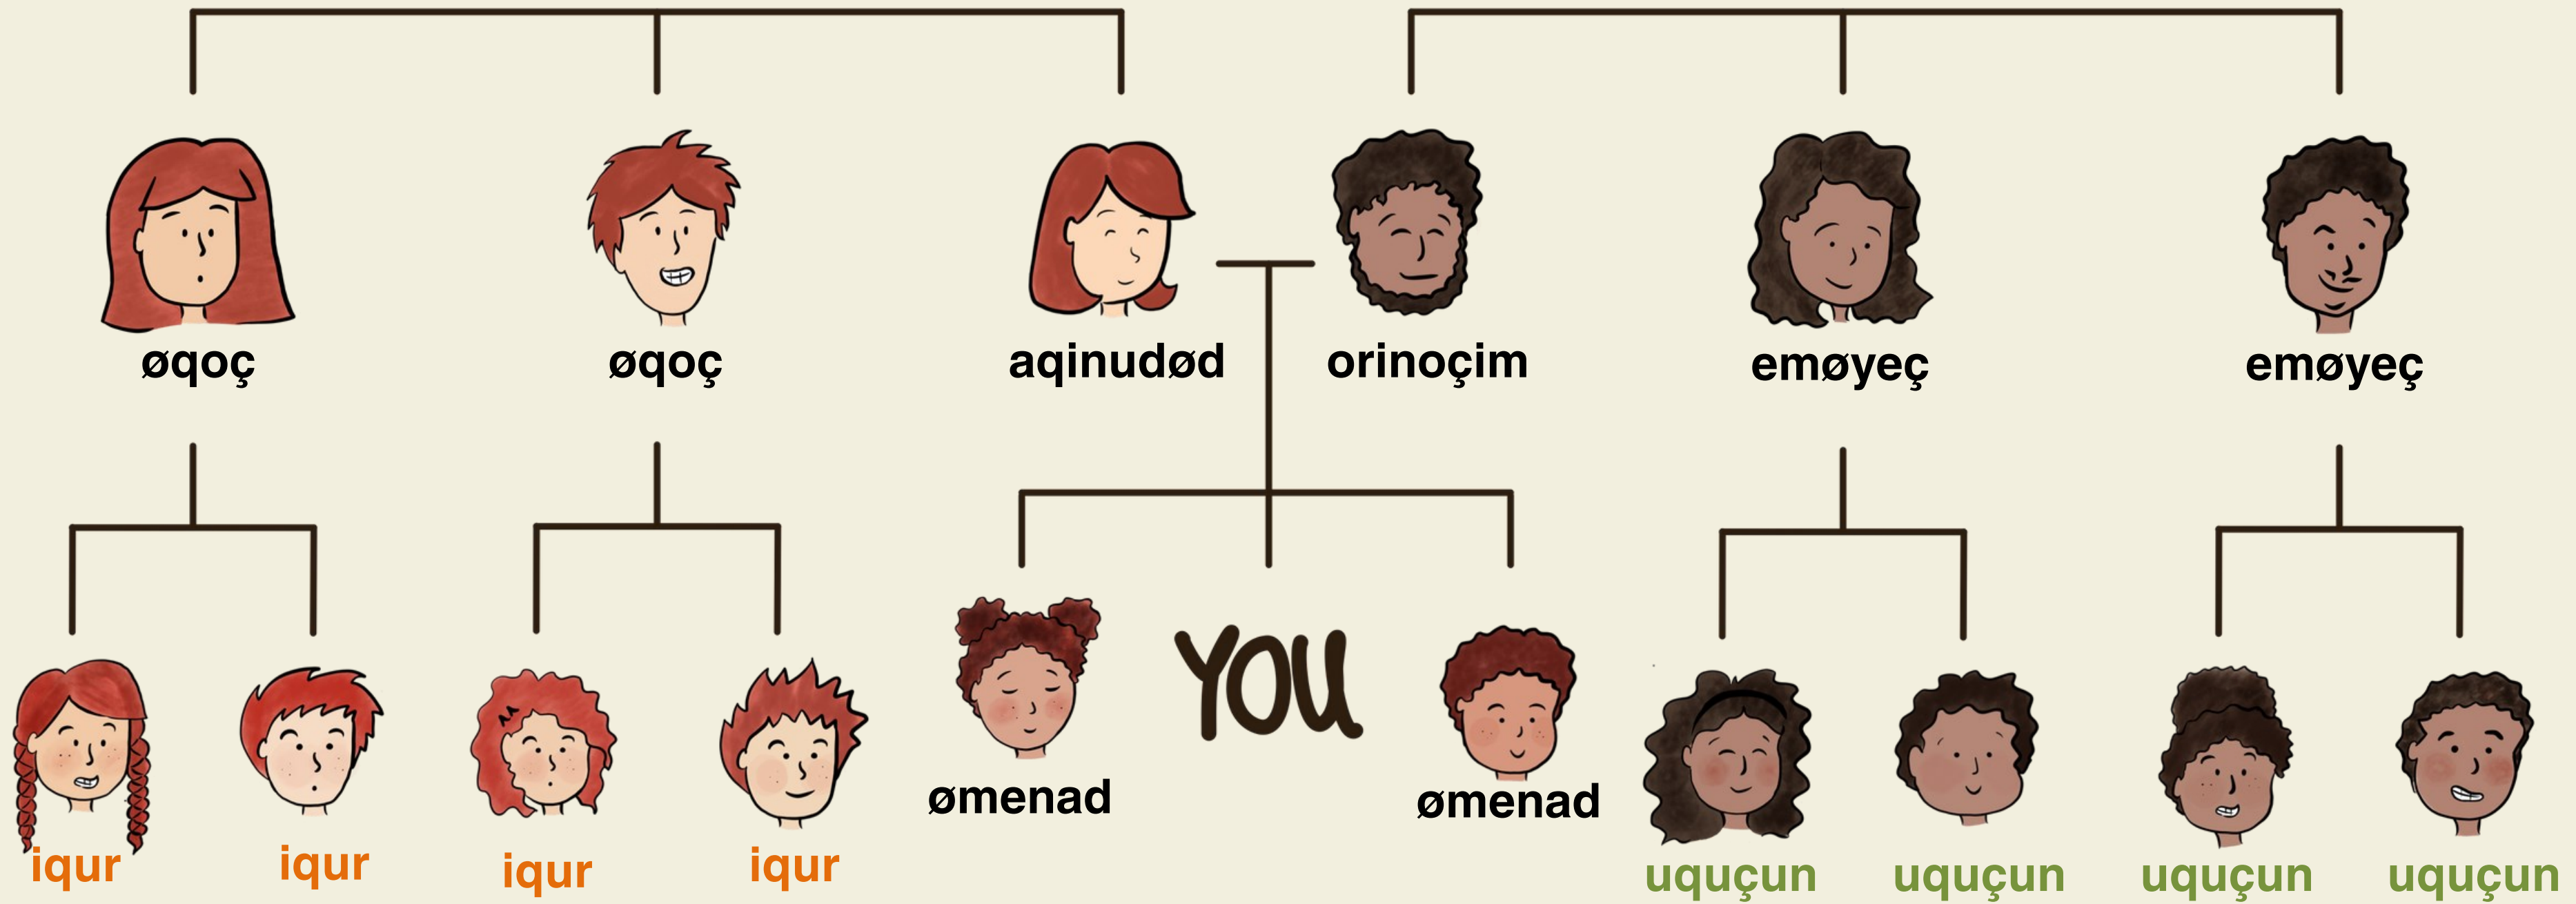 øqoç øqoç aqinudød orinoçim emøyeç emøyeç
YOU
ømenad ømenad
iqur iqur iqur iqur uquçun uquçun uquçun uquçun